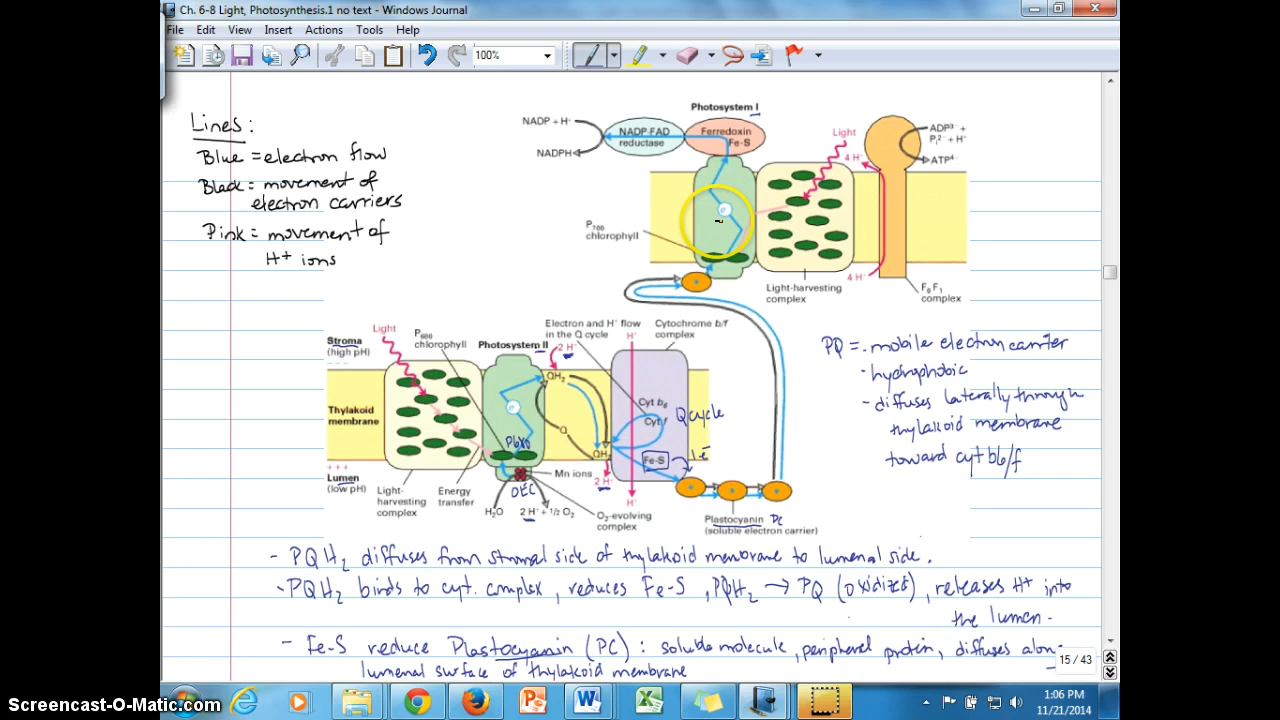 Ch. 6-8 Light, Photosynthesis.1 no text - Windows Journal
File Edit View Insert Actions Tools Help
100%
Lines:
Blue = electron flow
Black = movement of
electron carriers
Pink = movement of
H+ ions
Photosystem I
NADP + H+
NADPH
NADP-FAD
reductase
Ferredoxin
Fe-S
Light
4 H+
ADP3- +
Pi2- + H+
ATP4-
P700
chlorophyll
4 H+
Light-harvesting
complex
F0F1
complex
Light
P680
chlorophyll
Photosystem II
Electron and H+ flow
in the Q cycle
Cytochrome b/f
complex
Stroma
(high pH)
2 H+
H+
QH2
Thylakoid
membrane
Cyt b6
Cyt f
Q cycle
Q
P680
QH2
Fe-S
1e-
+++
Lumen
(low pH)
Light-
harvesting
complex
Energy
transfer
Mn ions
OEC
2 H+
H+
H2O
2 H+ + 1/2 O2
O2-evolving
complex
Plastocyanin PC
(soluble electron carrier)
PQ = · mobile electron carrier
· hydrophobic
- diffuses laterally through
thylakoid membrane
toward cyt b6/f
- PQH2 diffuses from stromal side of thylakoid membrane to lumenal side.
- PQH2 binds to cyt. complex, reduces Fe-S, PQH2 → PQ (oxidized), releases H+ into
the lumen.
- Fe-S reduce Plastocyanin (PC): soluble molecule, peripheral protein, diffuses along
lumenal surface of thylakoid membrane
15 / 43
Screencast-O-Matic.com
1:06 PM
11/21/2014